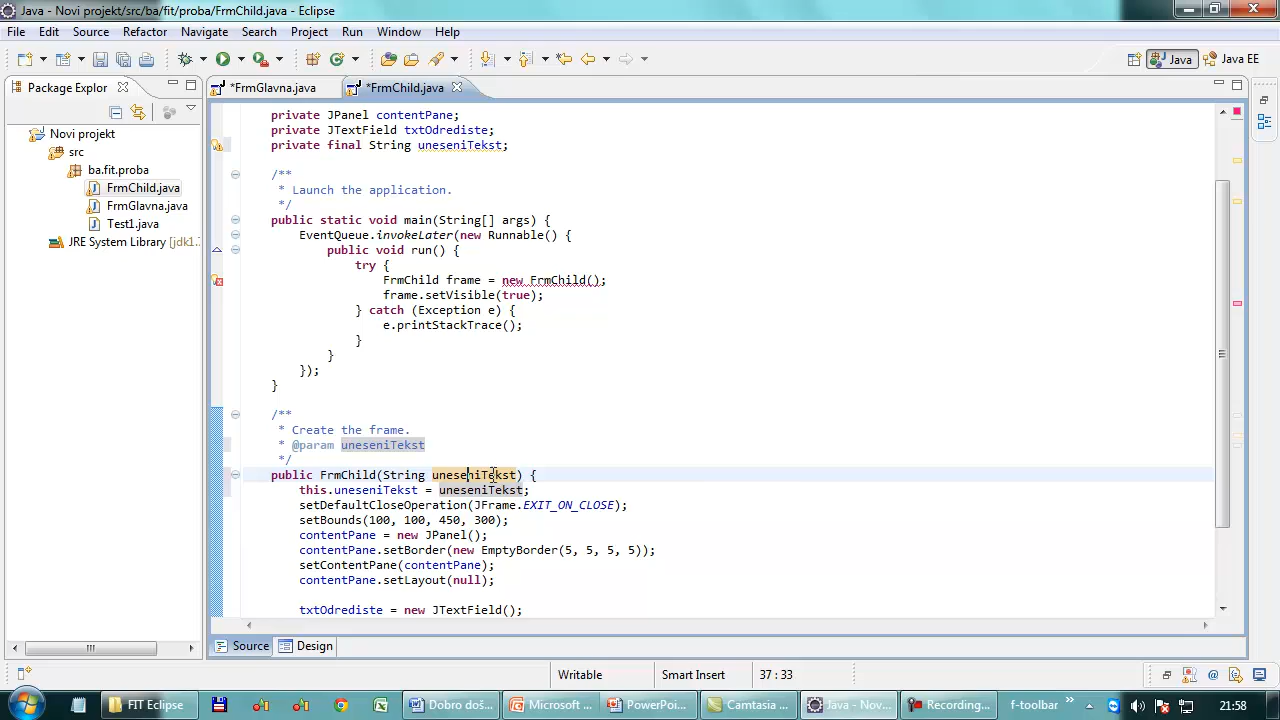 Java - Novi projekt/src/ba/fit/proba/FrmChild.java - Eclipse
File Edit Source Refactor Navigate Search Project Run Window Help
Java Java EE
Package Explor
*FrmGlavna.java *FrmChild.java
Novi projekt
src
ba.fit.proba
FrmChild.java
FrmGlavna.java
Test1.java
JRE System Library [jdk1.
private JPanel contentPane;
private JTextField txtOdrediste;
private final String uneseniTekst;
/**
* Launch the application.
*/
public static void main(String[] args) {
EventQueue.invokeLater(new Runnable() {
public void run() {
try {
FrmChild frame = new FrmChild();
frame.setVisible(true);
} catch (Exception e) {
e.printStackTrace();
}
}
});
}
/**
* Create the frame.
* @param uneseniTekst
*/
public FrmChild(String uneseniTekst) {
this.uneseniTekst = uneseniTekst;
setDefaultCloseOperation(JFrame.EXIT_ON_CLOSE);
setBounds(100, 100, 450, 300);
contentPane = new JPanel();
contentPane.setBorder(new EmptyBorder(5, 5, 5, 5));
setContentPane(contentPane);
contentPane.setLayout(null);
txtOdrediste = new JTextField();
Source Design
Writable Smart Insert 37 : 33
FIT Eclipse Dobro doš... Microsoft ... PowerPoi... Camtasia ... Java - Nov... Recording... f-toolbar » 21:58